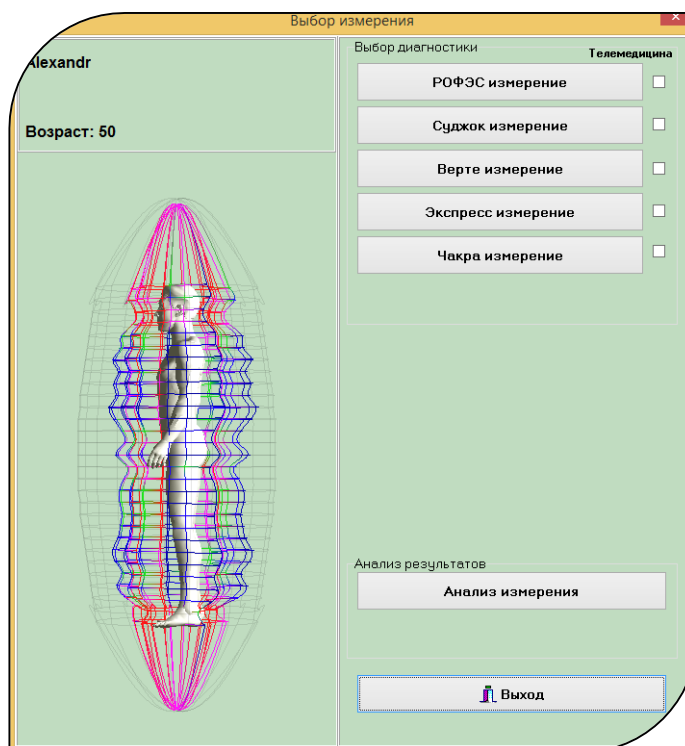 Выбор измерения
Alexandr
Возраст: 50
Выбор диагностики
Телемедицина
РОФЭС измерение
Суджок измерение
Верте измерение
Экспресс измерение
Чакра измерение
Анализ результатов
Анализ измерения
Выход